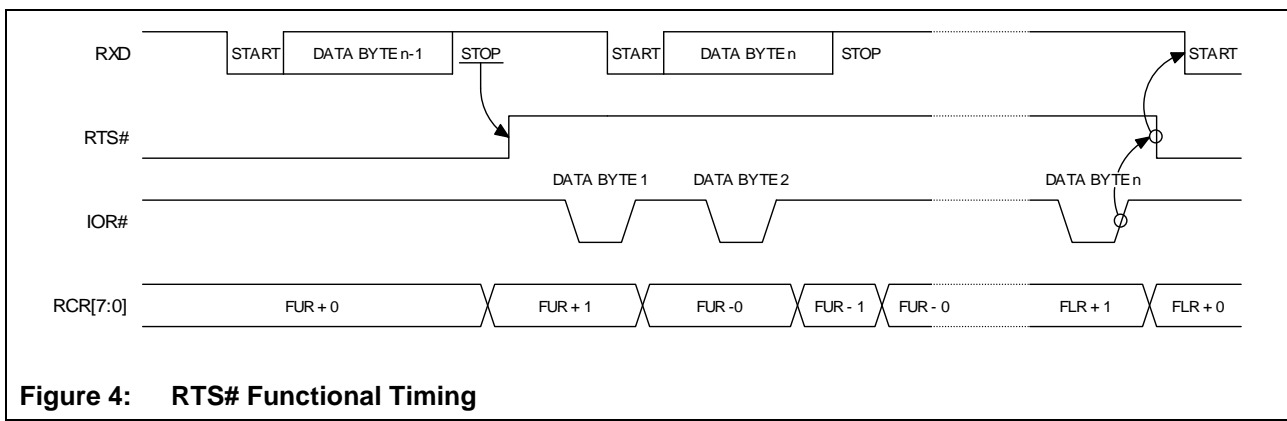 RXD START DATA BYTE n-1 STOP START DATA BYTE n STOP START
RTS#
DATA BYTE 1 DATA BYTE 2 DATA BYTE n
IOR#
RCR[7:0] FUR + 0 FUR + 1 FUR -0 FUR - 1 FUR - 0 FLR + 1 FLR + 0
Figure 4: RTS# Functional Timing